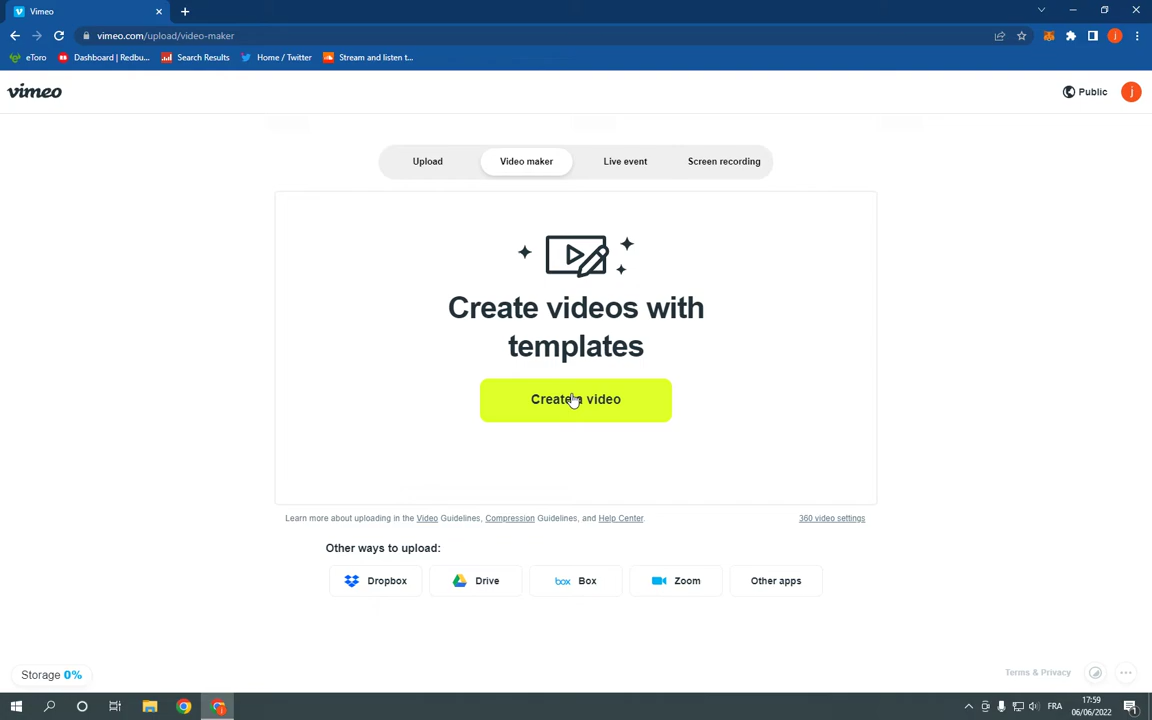 Vimeo
vimeo.com/upload/video-maker
eToro
Dashboard | Redbu...
Search Results
Home / Twitter
Stream and listen t...
j
vimeo
Public
j
Upload
Video maker
Live event
Screen recording
Create videos with
templates
Create a video
Learn more about uploading in the Video Guidelines, Compression Guidelines, and Help Center.
360 video settings
Other ways to upload:
Dropbox
Drive
box Box
Zoom
Other apps
Storage 0%
Terms & Privacy
FRA
17:59
06/06/2022